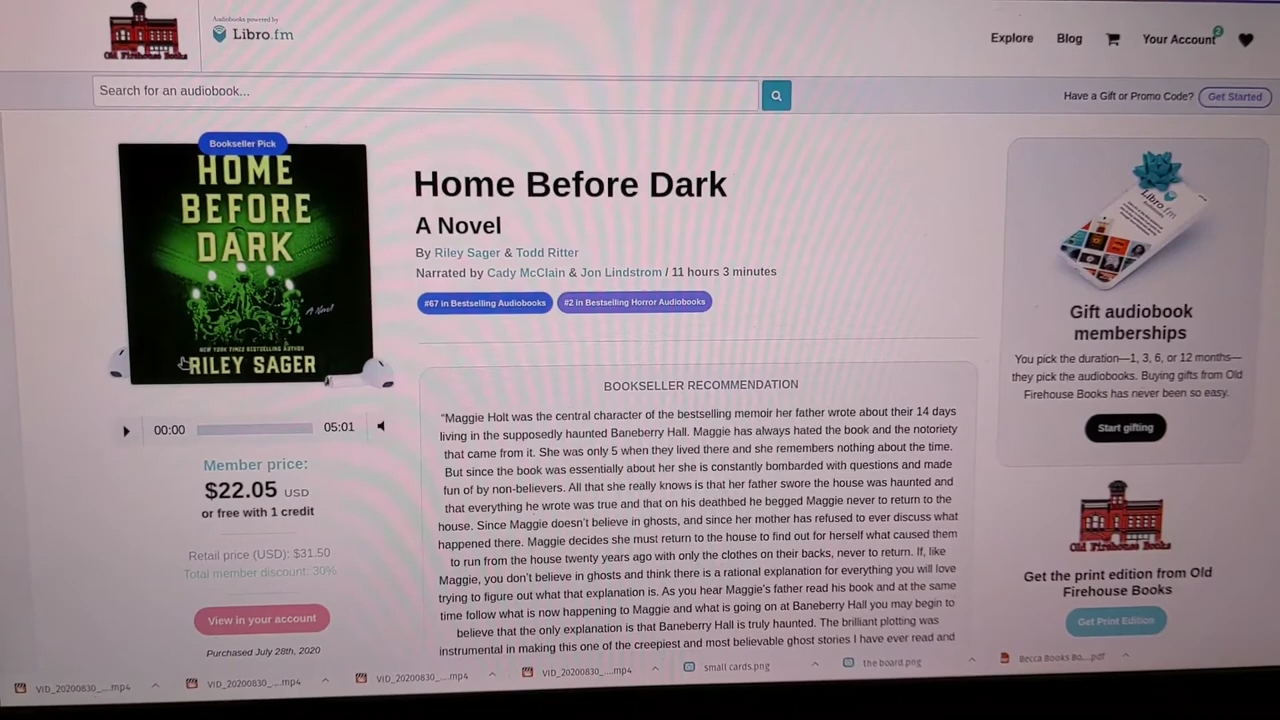 Old Firehouse Books
Audiobooks powered by
Libro.fm
Explore
Blog
Your Account
2
Search for an audiobook...
Have a Gift or Promo Code?
Get Started
Bookseller Pick
HOME
BEFORE
DARK
A Novel
NEW YORK TIMES BESTSELLING AUTHOR
RILEY SAGER
00:00
05:01
Member price:
$22.05 USD
or free with 1 credit
Retail price (USD): $31.50
Total member discount: 30%
View in your account
Purchased July 28th, 2020
Home Before Dark
A Novel
By Riley Sager & Todd Ritter
Narrated by Cady McClain & Jon Lindstrom / 11 hours 3 minutes
#67 in Bestselling Audiobooks
#2 in Bestselling Horror Audiobooks
BOOKSELLER RECOMMENDATION
“Maggie Holt was the central character of the bestselling memoir her father wrote about their 14 days
living in the supposedly haunted Baneberry Hall. Maggie has always hated the book and the notoriety
that came from it. She was only 5 when they lived there and she remembers nothing about the time.
But since the book was essentially about her she is constantly bombarded with questions and made
fun of by non-believers. All that she really knows is that her father swore the house was haunted and
that everything he wrote was true and that on his deathbed he begged Maggie never to return to the
house. Since Maggie doesn’t believe in ghosts, and since her mother has refused to ever discuss what
happened there. Maggie decides she must return to the house to find out for herself what caused them
to run from the house twenty years ago with only the clothes on their backs, never to return. If, like
Maggie, you don’t believe in ghosts and think there is a rational explanation for everything you will love
trying to figure out what that explanation is. As you hear Maggie’s father read his book and at the same
time follow what is now happening to Maggie and what is going on at Baneberry Hall you may begin to
believe that the only explanation is that Baneberry Hall is truly haunted. The brilliant plotting was
instrumental in making this one of the creepiest and most believable ghost stories I have ever read and
Libro.fm
Gift audiobook
memberships
You pick the duration—1, 3, 6, or 12 months—
they pick the audiobooks. Buying gifts from Old
Firehouse Books has never been so easy.
Start gifting
Old Firehouse Books
Get the print edition from Old
Firehouse Books
Get Print Edition
VID_20200830_....mp4
VID_20200830_....mp4
VID_20200830_....mp4
VID_20200830_....mp4
small cards.png
the board.png
Becca Books Bo....pdf